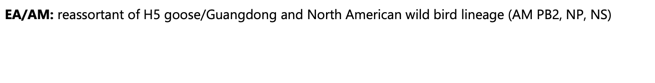 EA/AM: reassortant of H5 goose/Guangdong and North American wild bird lineage (AM PB2, NP, NS)